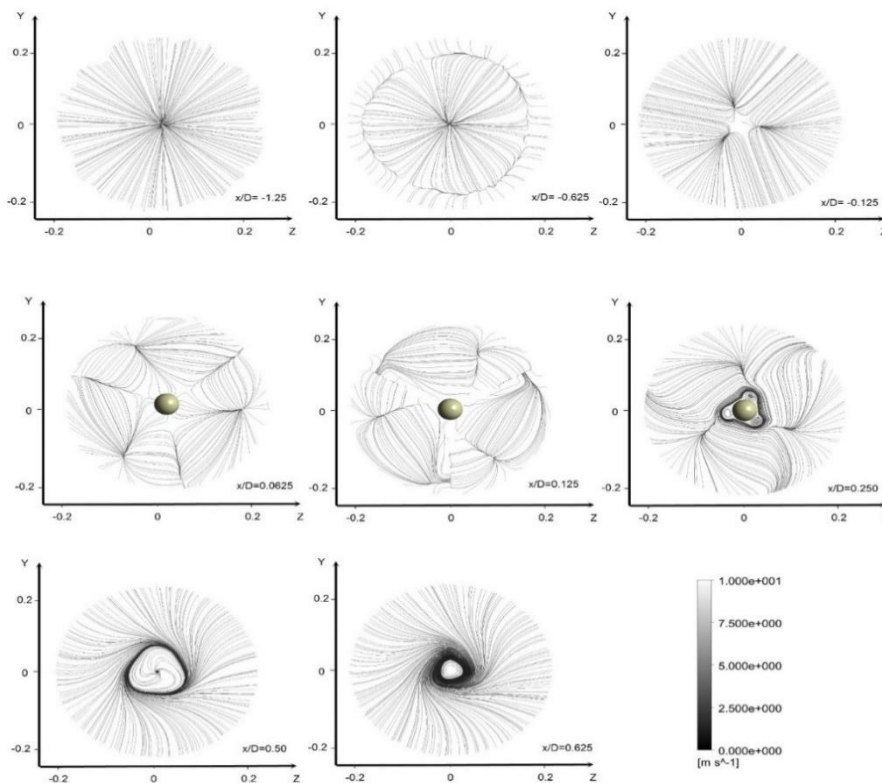 Y
0.2
0
-0.2
x/D= -1.25
-0.2
0
0.2
Z
Y
0.2
0
-0.2
x/D= -0.625
-0.2
0
0.2
Z
Y
0.2
0
-0.2
x/D= -0.125
-0.2
0
0.2
Z
Y
0.2
0
-0.2
x/D=0.0625
-0.2
0
0.2
Z
Y
0.2
0
-0.2
x/D=0.125
-0.2
0
0.2
Z
Y
0.2
0
-0.2
x/D=0.250
-0.2
0
0.2
Y
0.2
0
-0.2
x/D=0.50
-0.2
0
0.2
Z
Y
0.2
0
-0.2
x/D=0.625
-0.2
0
0.2
Z
1.000e+001
7.500e+000
5.000e+000
2.500e+000
0.000e+000
[m s^-1]